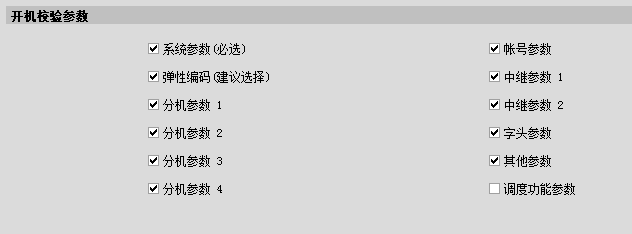 开机校验参数
系统参数(必选)
帐号参数
弹性编码(建议选择)
中继参数 1
分机参数 1
中继参数 2
分机参数 2
字头参数
分机参数 3
其他参数
分机参数 4
调度功能参数